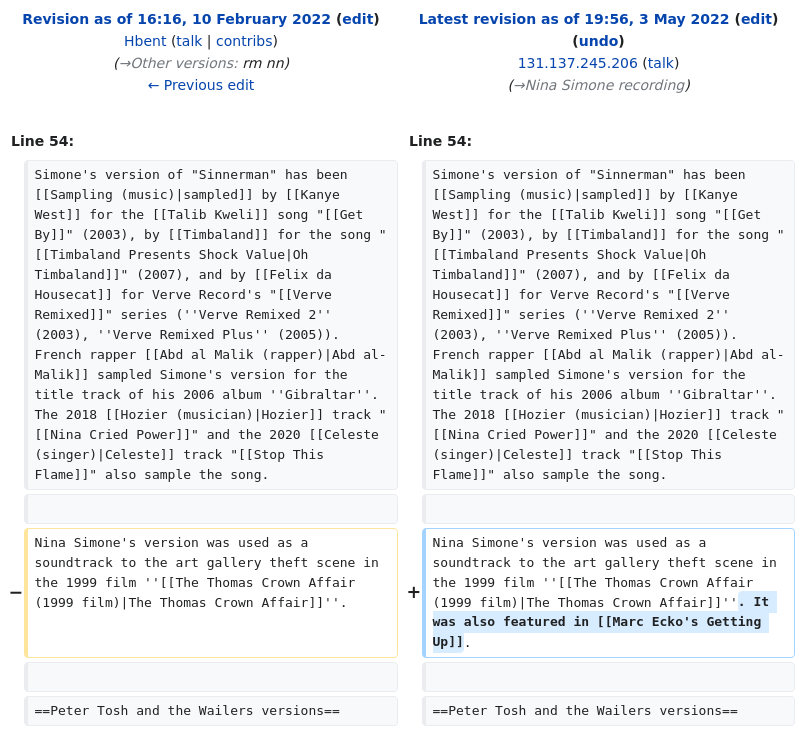 Revision as of 16:16, 10 February 2022 (edit)
Hbent (talk | contribs)
(→Other versions: rm nn)
← Previous edit
Latest revision as of 19:56, 3 May 2022 (edit)
(undo)
131.137.245.206 (talk)
(→Nina Simone recording)
Line 54:
Simone's version of "Sinnerman" has been
[[Sampling (music)|sampled]] by [[Kanye
West]] for the [[Talib Kweli]] song "[[Get
By]]" (2003), by [[Timbaland]] for the song "
[[Timbaland Presents Shock Value|Oh
Timbaland]]" (2007), and by [[Felix da
Housecat]] for Verve Record's "[[Verve
Remixed]]" series (''Verve Remixed 2''
(2003), ''Verve Remixed Plus'' (2005)).
French rapper [[Abd al Malik (rapper)|Abd al-
Malik]] sampled Simone's version for the
title track of his 2006 album ''Gibraltar''.
The 2018 [[Hozier (musician)|Hozier]] track "
[[Nina Cried Power]]" and the 2020 [[Celeste
(singer)|Celeste]] track "[[Stop This
Flame]]" also sample the song.
−
Nina Simone's version was used as a
soundtrack to the art gallery theft scene in
the 1999 film ''[[The Thomas Crown Affair
(1999 film)|The Thomas Crown Affair]]''.
==Peter Tosh and the Wailers versions==
Line 54:
Simone's version of "Sinnerman" has been
[[Sampling (music)|sampled]] by [[Kanye
West]] for the [[Talib Kweli]] song "[[Get
By]]" (2003), by [[Timbaland]] for the song "
[[Timbaland Presents Shock Value|Oh
Timbaland]]" (2007), and by [[Felix da
Housecat]] for Verve Record's "[[Verve
Remixed]]" series (''Verve Remixed 2''
(2003), ''Verve Remixed Plus'' (2005)).
French rapper [[Abd al Malik (rapper)|Abd al-
Malik]] sampled Simone's version for the
title track of his 2006 album ''Gibraltar''.
The 2018 [[Hozier (musician)|Hozier]] track "
[[Nina Cried Power]]" and the 2020 [[Celeste
(singer)|Celeste]] track "[[Stop This
Flame]]" also sample the song.
+
Nina Simone's version was used as a
soundtrack to the art gallery theft scene in
the 1999 film ''[[The Thomas Crown Affair
(1999 film)|The Thomas Crown Affair]]''. It
was also featured in [[Marc Ecko's Getting
Up]].
==Peter Tosh and the Wailers versions==